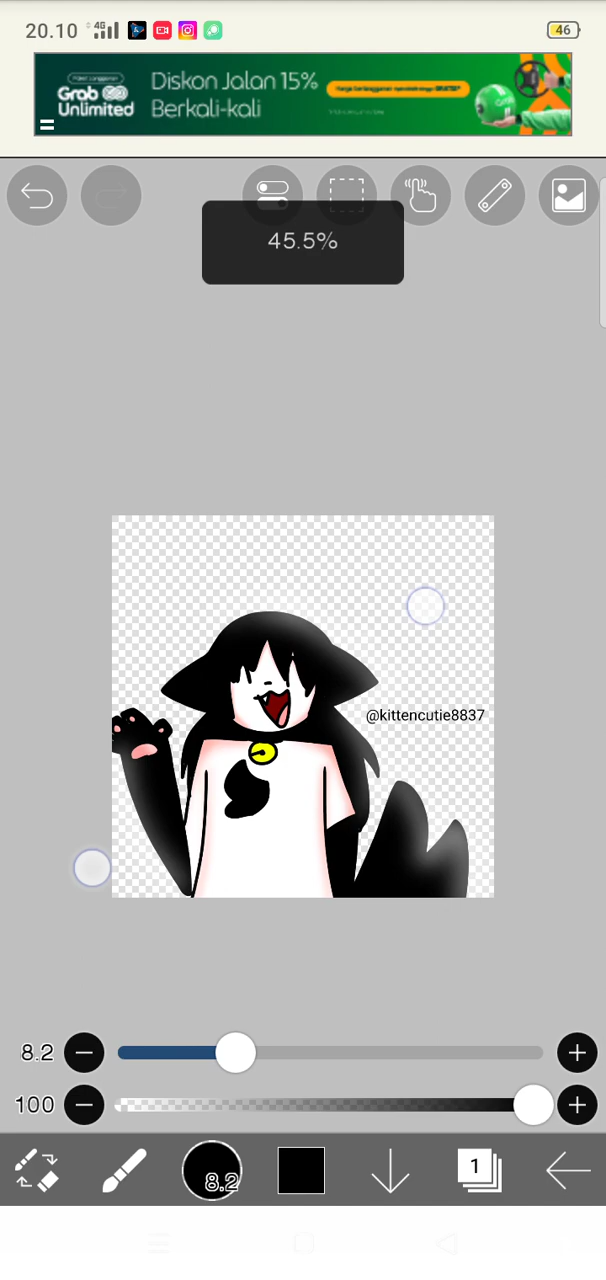 20.10
4G
46
Grab
Unlimited
Diskon Jalan 15%
Berkali-kali
45.5%
@kittencutie8837
8.2
100
8.2
1